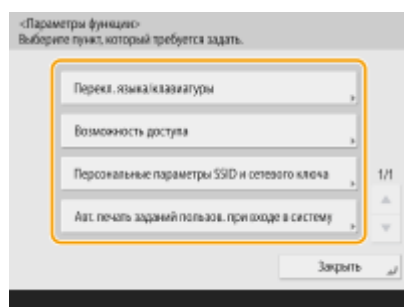 <Параметры функции>
Выберите пункт, который требуется задать.
Перекл. языка/клавиатуры
Возможность доступа
Персональные параметры SSID и сетевого ключа
1/1
Авт. печать заданий пользов. при входе в систему
Закрыть